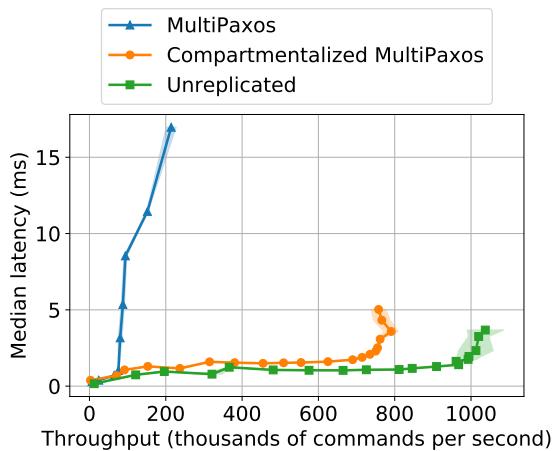 MultiPaxos
Compartmentalized MultiPaxos
Unreplicated
15
10
5
0
Median latency (ms)
0 200 400 600 800 1000
Throughput (thousands of commands per second)